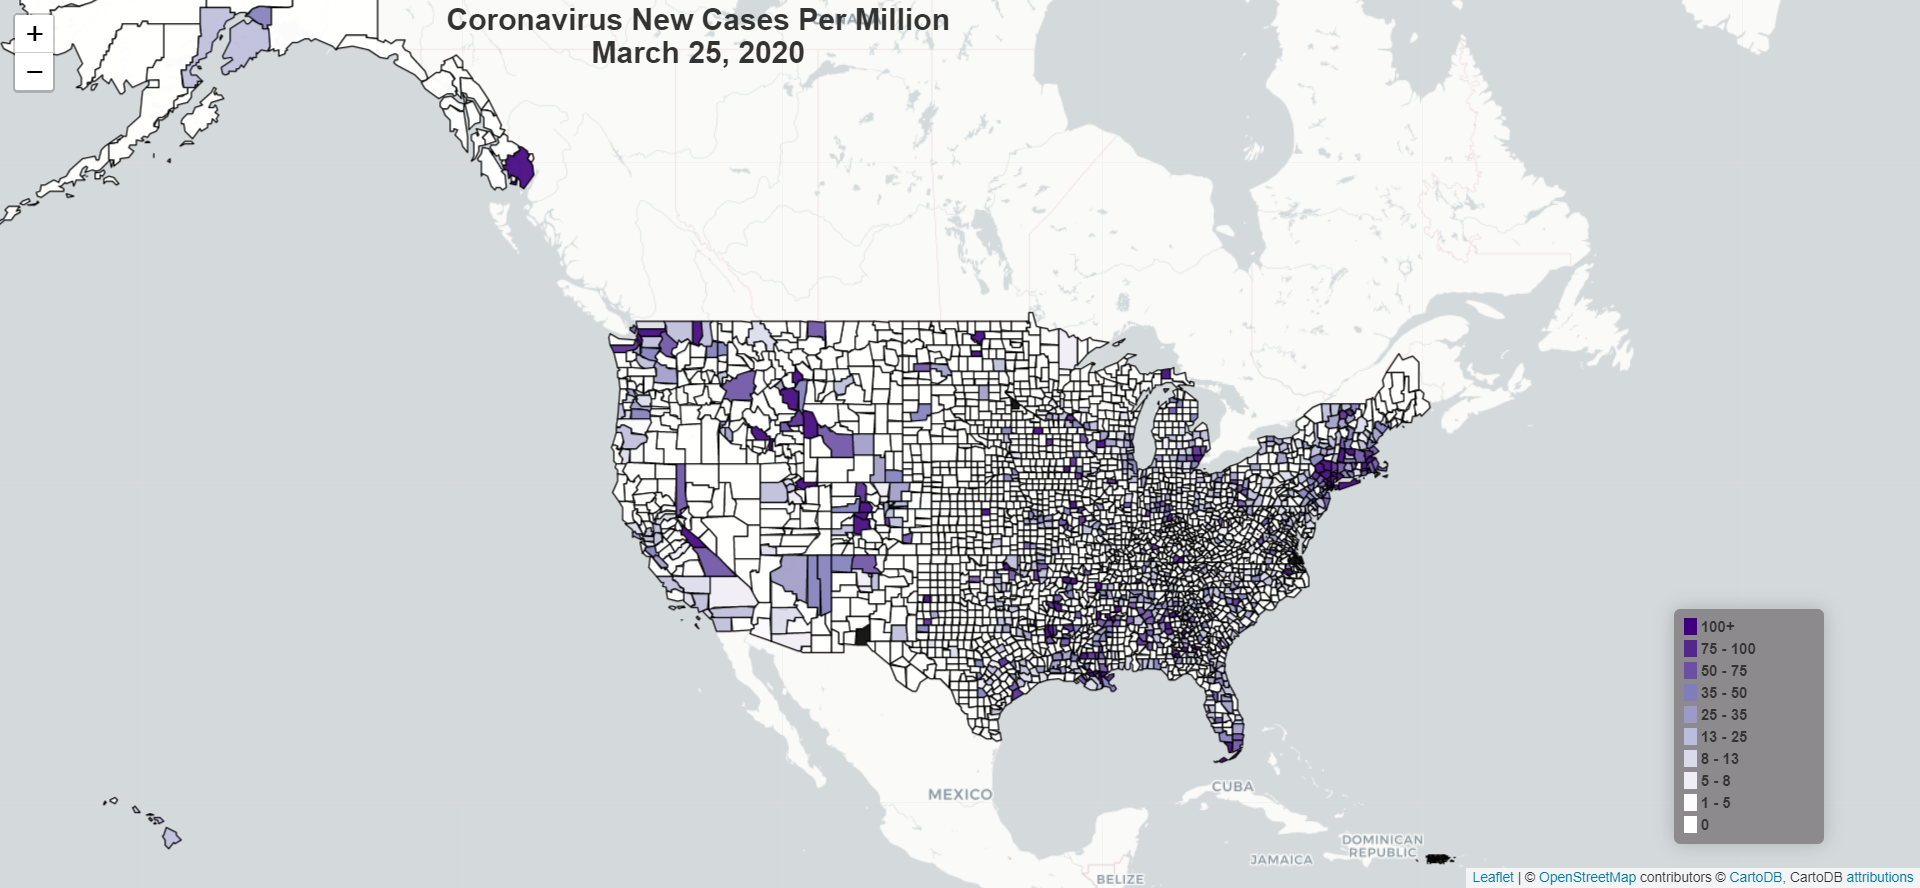 +
−
Coronavirus New Cases Per Million
March 25, 2020
CANADA
MEXICO
CUBA
DOMINICAN
REPUBLIC
JAMAICA
BELIZE
100+
75 - 100
50 - 75
35 - 50
25 - 35
13 - 25
8 - 13
5 - 8
1 - 5
0
Leaflet | © OpenStreetMap contributors © CartoDB, CartoDB attributions